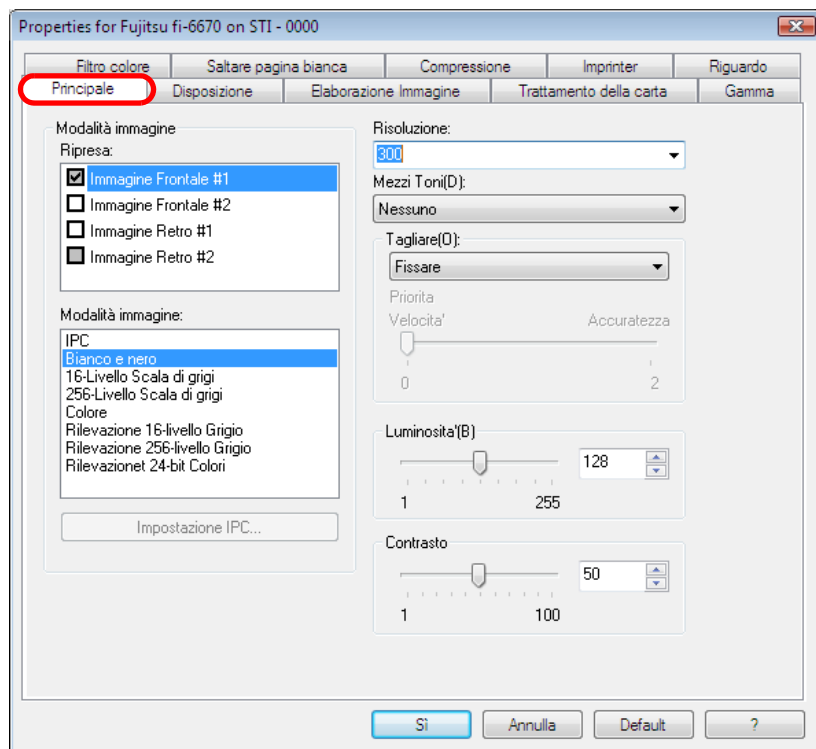 Properties for Fujitsu fi-6670 on STI - 0000
Filtro colore
Saltare pagina bianca
Compressione
Imprinter
Riguardo
Principale
Disposizione
Elaborazione Immagine
Trattamento della carta
Gamma
Modalità immagine
Ripresa:
Immagine Frontale #1
Immagine Frontale #2
Immagine Retro #1
Immagine Retro #2
Modalità immagine:
IPC
Bianco e nero
16-Livello Scala di grigi
256-Livello Scala di grigi
Colore
Rilevazione 16-livello Grigio
Rilevazione 256-livello Grigio
Rilevazionet 24-bit Colori
Impostazione IPC...
Risoluzione:
300
Mezzi Toni(D):
Nessuno
Tagliare(O):
Fissare
Priorita
Velocita' Accuratezza
0 2
Luminosita'(B)
128
1 255
Contrasto
50
1 100
Sì
Annulla
Default
?